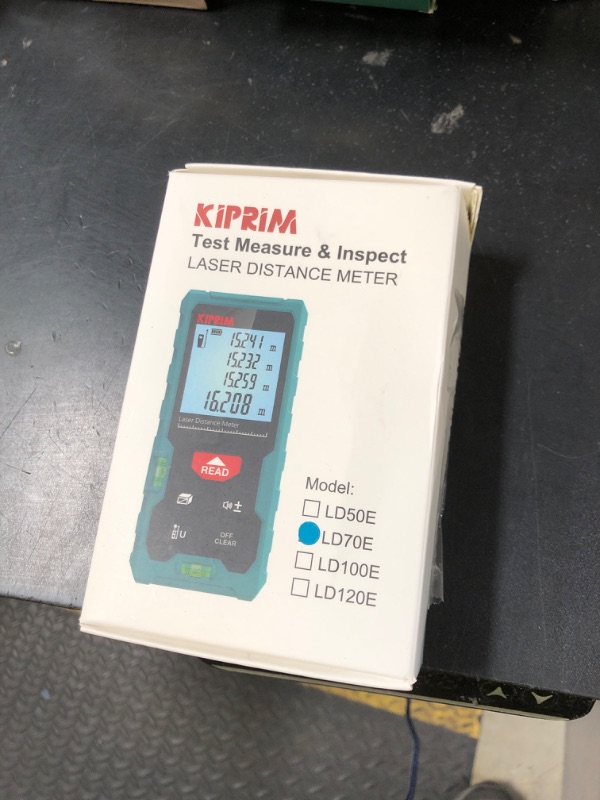 KiPRiM
Test Measure & Inspect
LASER DISTANCE METER
KIPRIM
15.241 m
15.232 m
15.259 m
16.208 m
Laser Distance Meter
READ
U
OFF
CLEAR
Model:
LD50E
LD70E
LD100E
LD120E